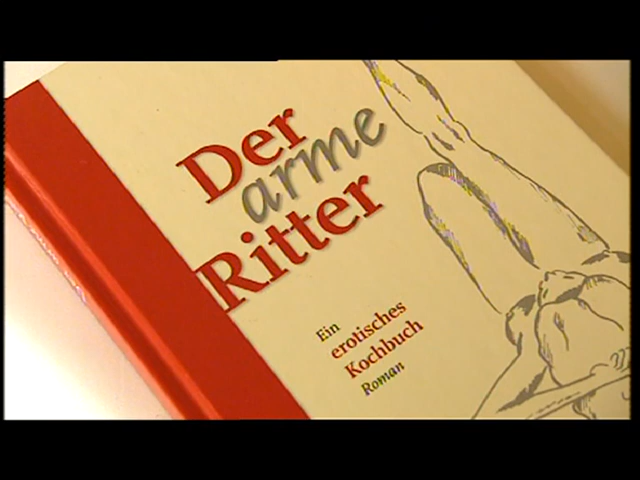 Der
arme
Ritter
Ein
erotisches
Kochbuch
Roman